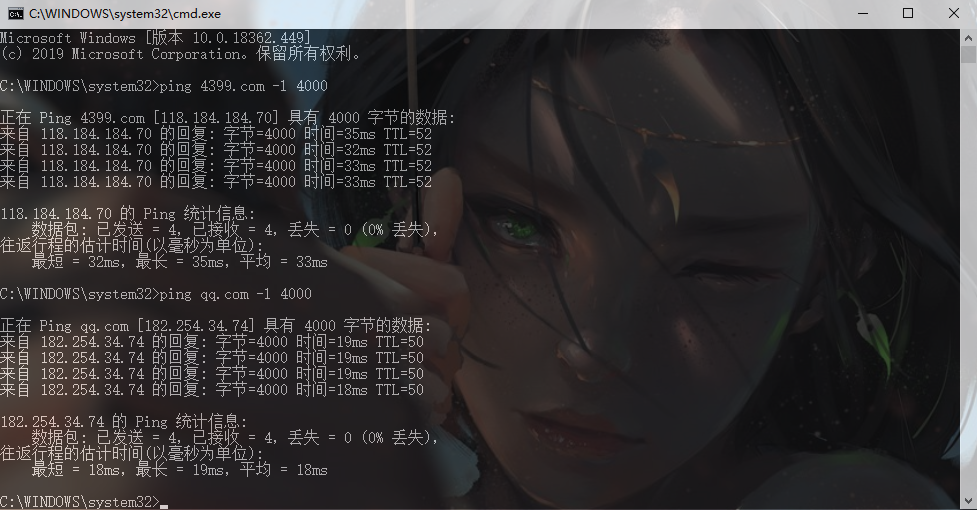 C:\WINDOWS\system32\cmd.exe
Microsoft Windows [版本 10.0.18362.449]
(c) 2019 Microsoft Corporation。保留所有权利。
C:\WINDOWS\system32>ping 4399.com -l 4000
正在 Ping 4399.com [118.184.184.70] 具有 4000 字节的数据:
来自 118.184.184.70 的回复: 字节=4000 时间=35ms TTL=52
来自 118.184.184.70 的回复: 字节=4000 时间=32ms TTL=52
来自 118.184.184.70 的回复: 字节=4000 时间=33ms TTL=52
来自 118.184.184.70 的回复: 字节=4000 时间=33ms TTL=52
118.184.184.70 的 Ping 统计信息:
数据包: 已发送 = 4，已接收 = 4，丢失 = 0 (0% 丢失)，
往返行程的估计时间(以毫秒为单位):
最短 = 32ms，最长 = 35ms，平均 = 33ms
C:\WINDOWS\system32>ping qq.com -l 4000
正在 Ping qq.com [182.254.34.74] 具有 4000 字节的数据:
来自 182.254.34.74 的回复: 字节=4000 时间=19ms TTL=50
来自 182.254.34.74 的回复: 字节=4000 时间=19ms TTL=50
来自 182.254.34.74 的回复: 字节=4000 时间=19ms TTL=50
来自 182.254.34.74 的回复: 字节=4000 时间=18ms TTL=50
182.254.34.74 的 Ping 统计信息:
数据包: 已发送 = 4，已接收 = 4，丢失 = 0 (0% 丢失)，
往返行程的估计时间(以毫秒为单位):
最短 = 18ms，最长 = 19ms，平均 = 18ms
C:\WINDOWS\system32>